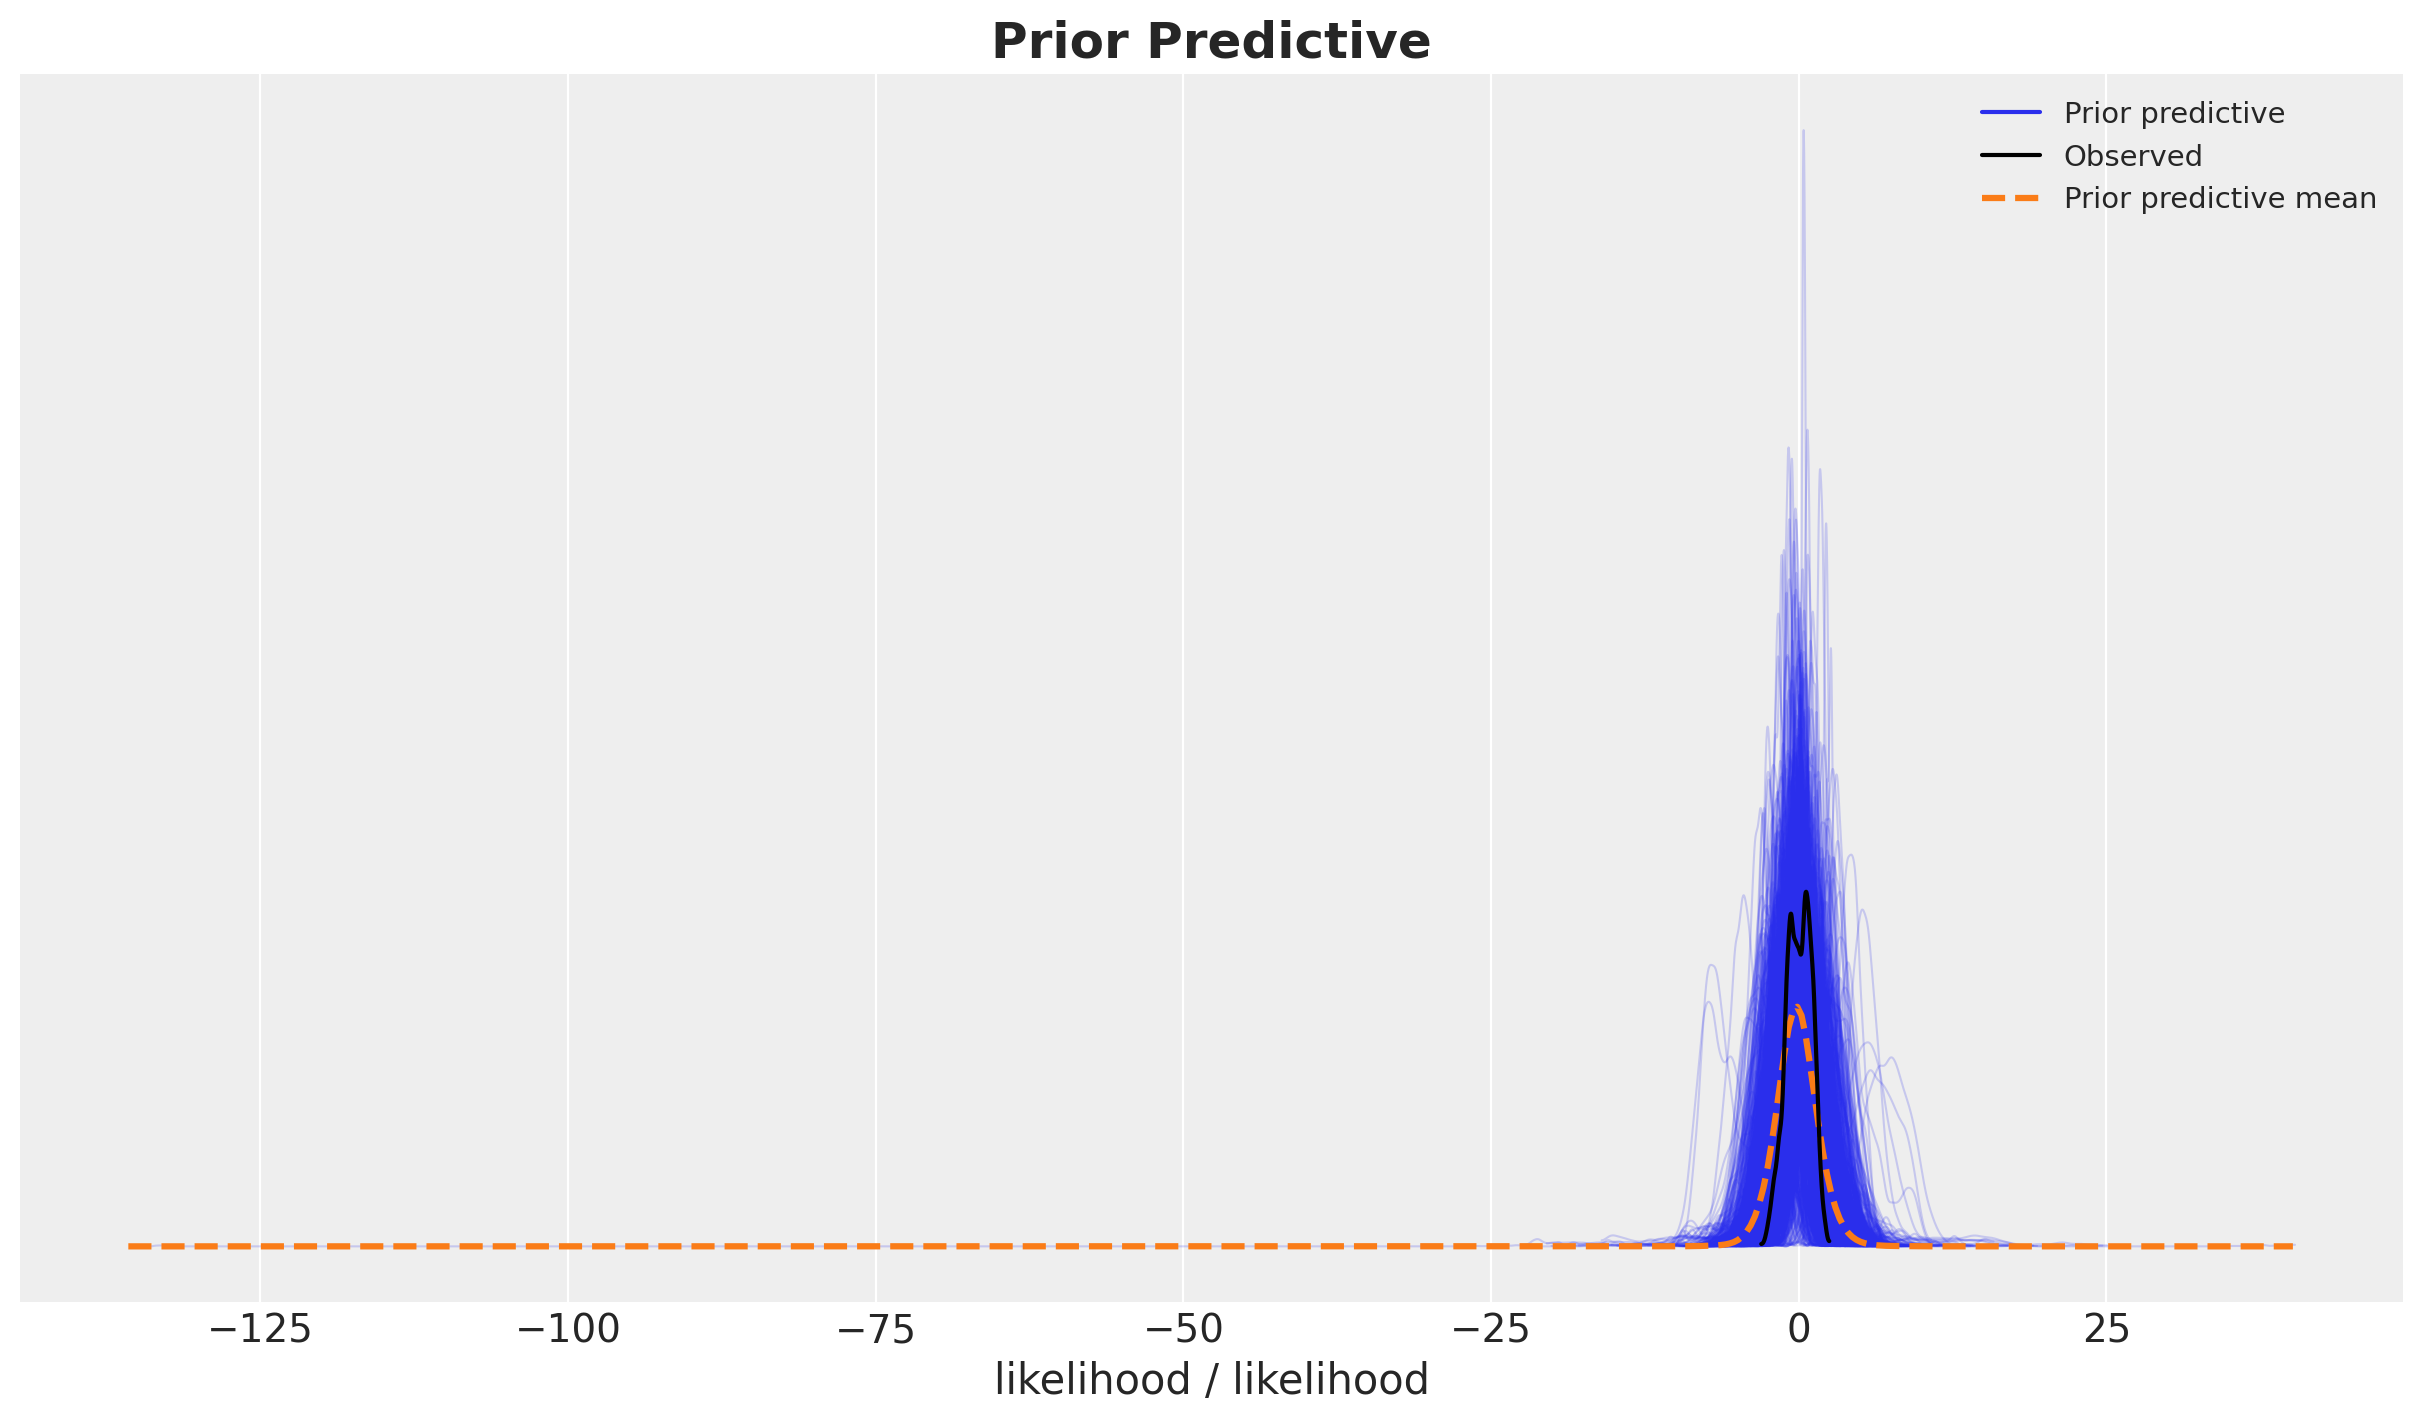 Prior Predictive
Prior predictive
Observed
Prior predictive mean
−125
−100
−75
−50
−25
0
25
likelihood / likelihood